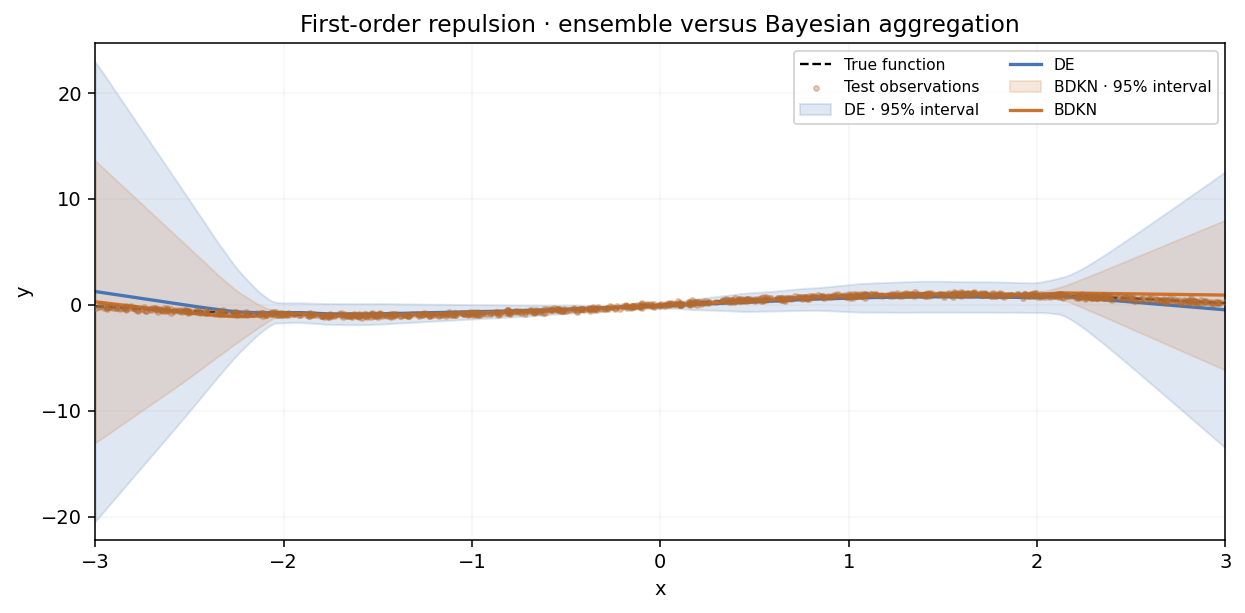 First-order repulsion · ensemble versus Bayesian aggregation
True function
Test observations
DE · 95% interval
DE
BDKN · 95% interval
BDKN
y
20
10
0
−10
−20
−3
−2
−1
0
1
2
3
x